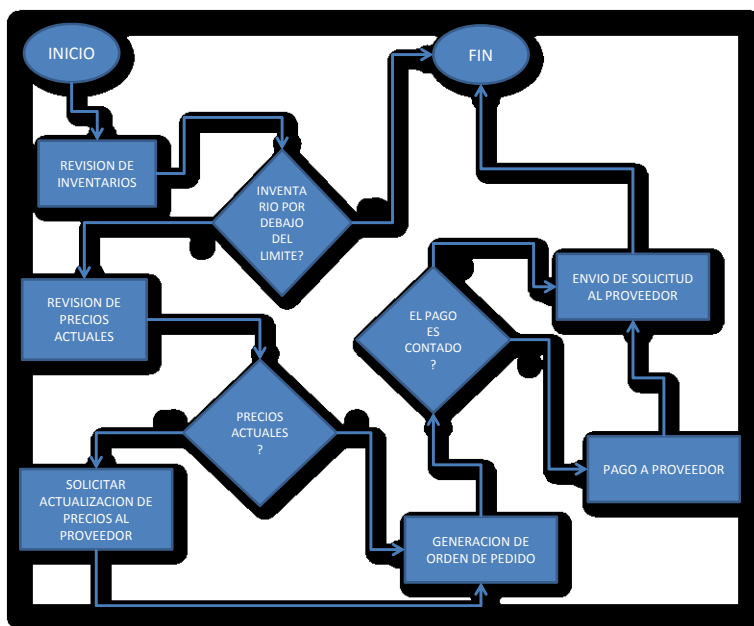 INICIO
FIN
REVISION DE
INVENTARIOS
INVENTA
RIO POR
DEBAJO
DEL
LIMITE?
REVISION DE
PRECIOS
ACTUALES
ENVIO DE SOLICITUD
AL PROVEEDOR
EL PAGO
ES
CONTADO
?
PRECIOS
ACTUALES
?
PAGO A PROVEEDOR
SOLICITAR
ACTUALIZACION DE
PRECIOS AL
PROVEEDOR
GENERACION DE
ORDEN DE PEDIDO